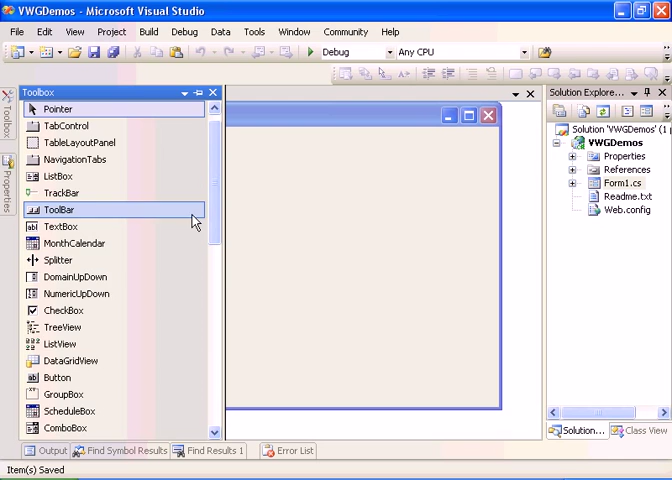 VWGDemos - Microsoft Visual Studio
File Edit View Project Build Debug Data Tools Window Community Help
Debug Any CPU
Toolbox
Solution Explore...
Toolbox
Properties
Pointer
TabControl
TableLayoutPanel
NavigationTabs
ListBox
TrackBar
ToolBar
TextBox
MonthCalendar
Splitter
DomainUpDown
NumericUpDown
CheckBox
TreeView
ListView
DataGridView
Button
GroupBox
ScheduleBox
ComboBox
Solution 'VWGDemos' (1
VWGDemos
Properties
References
Form1.cs
Readme.txt
Web.config
Solution... Class View
Output Find Symbol Results Find Results 1 Error List
Item(s) Saved